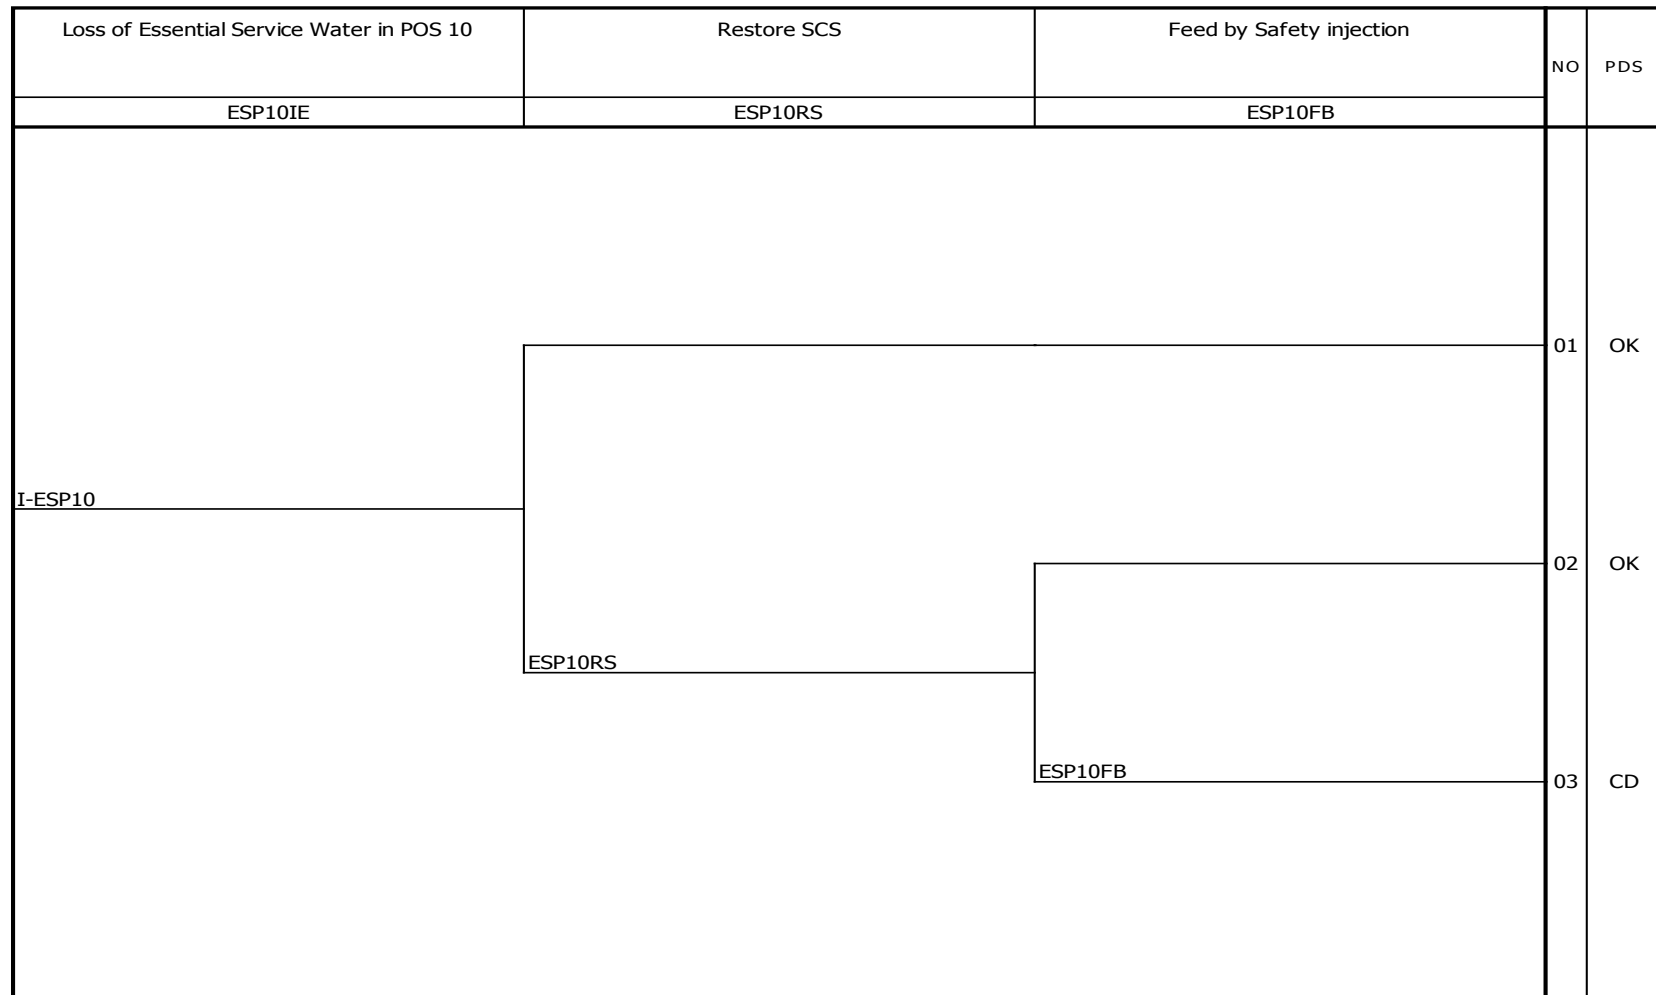 Loss of Essential Service Water in POS 10
Restore SCS
Feed by Safety injection
NO
PDS
ESP10IE
ESP10RS
ESP10FB
01
OK
I-ESP10
02
OK
ESP10RS
ESP10FB
03
CD